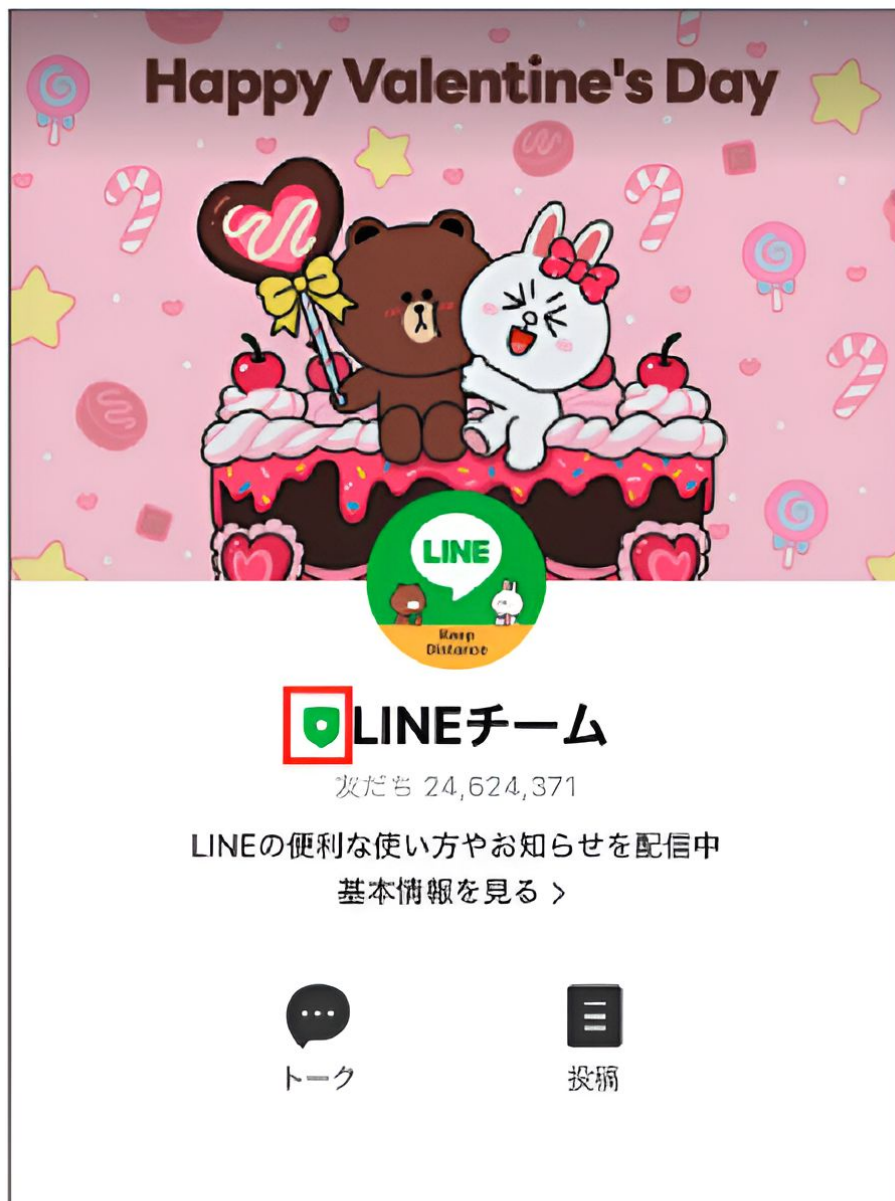 Happy Valentine's Day
LINE
Keep
Distance
LINEチーム
友だち 24,624,371
LINEの便利な使い方やお知らせを配信中
基本情報を見る >
トーク
投稿